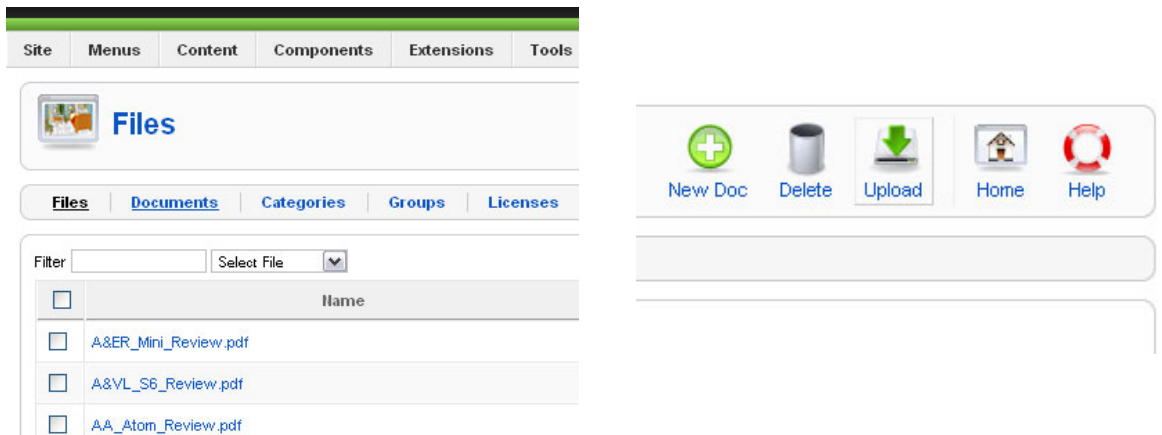 Site Menus Content Components Extensions Tools
Files
Files Documents Categories Groups Licenses
Filter Select File
Name
A&ER_Mini_Review.pdf
A&VL_S6_Review.pdf
AA_Atom_Review.pdf
New Doc Delete Upload Home Help